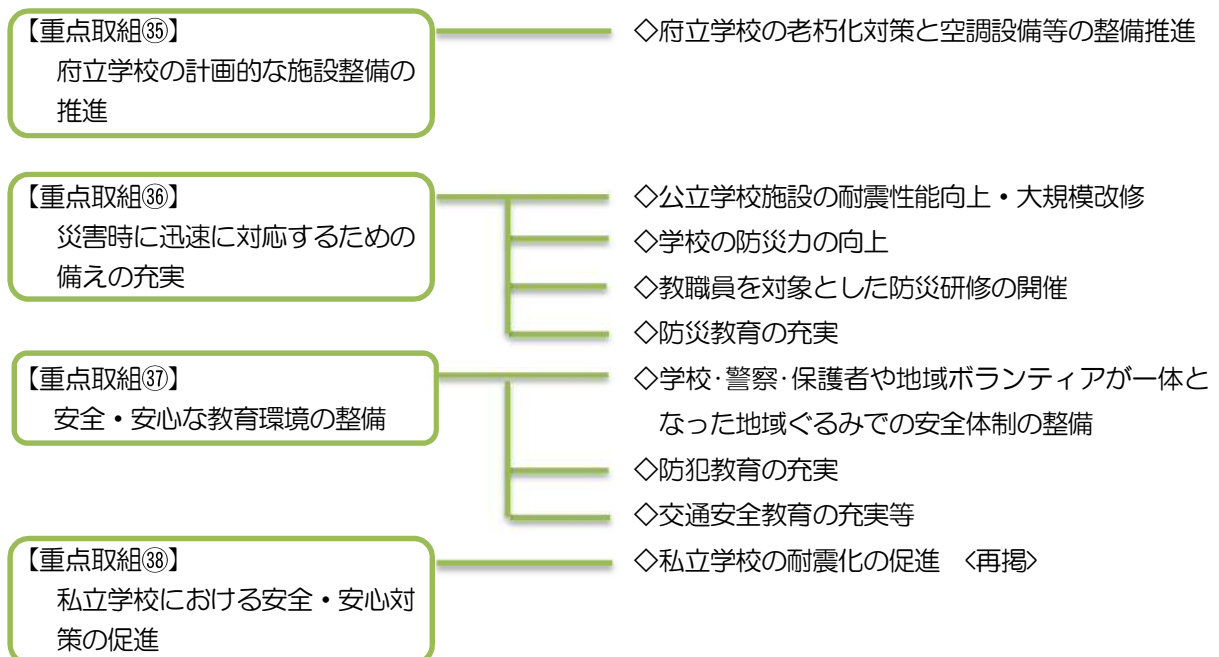 【重点取組㉟】
府立学校の計画的な施設整備の
推進
◇府立学校の老朽化対策と空調設備等の整備推進
【重点取組㊱】
災害時に迅速に対応するための
備えの充実
◇公立学校施設の耐震性能向上・大規模改修
◇学校の防災力の向上
◇教職員を対象とした防災研修の開催
◇防災教育の充実
【重点取組㊲】
安全・安心な教育環境の整備
◇学校・警察・保護者や地域ボランティアが一体と
なった地域ぐるみでの安全体制の整備
◇防犯教育の充実
◇交通安全教育の充実等
【重点取組㊳】
私立学校における安全・安心対
策の促進
◇私立学校の耐震化の促進 <再掲>